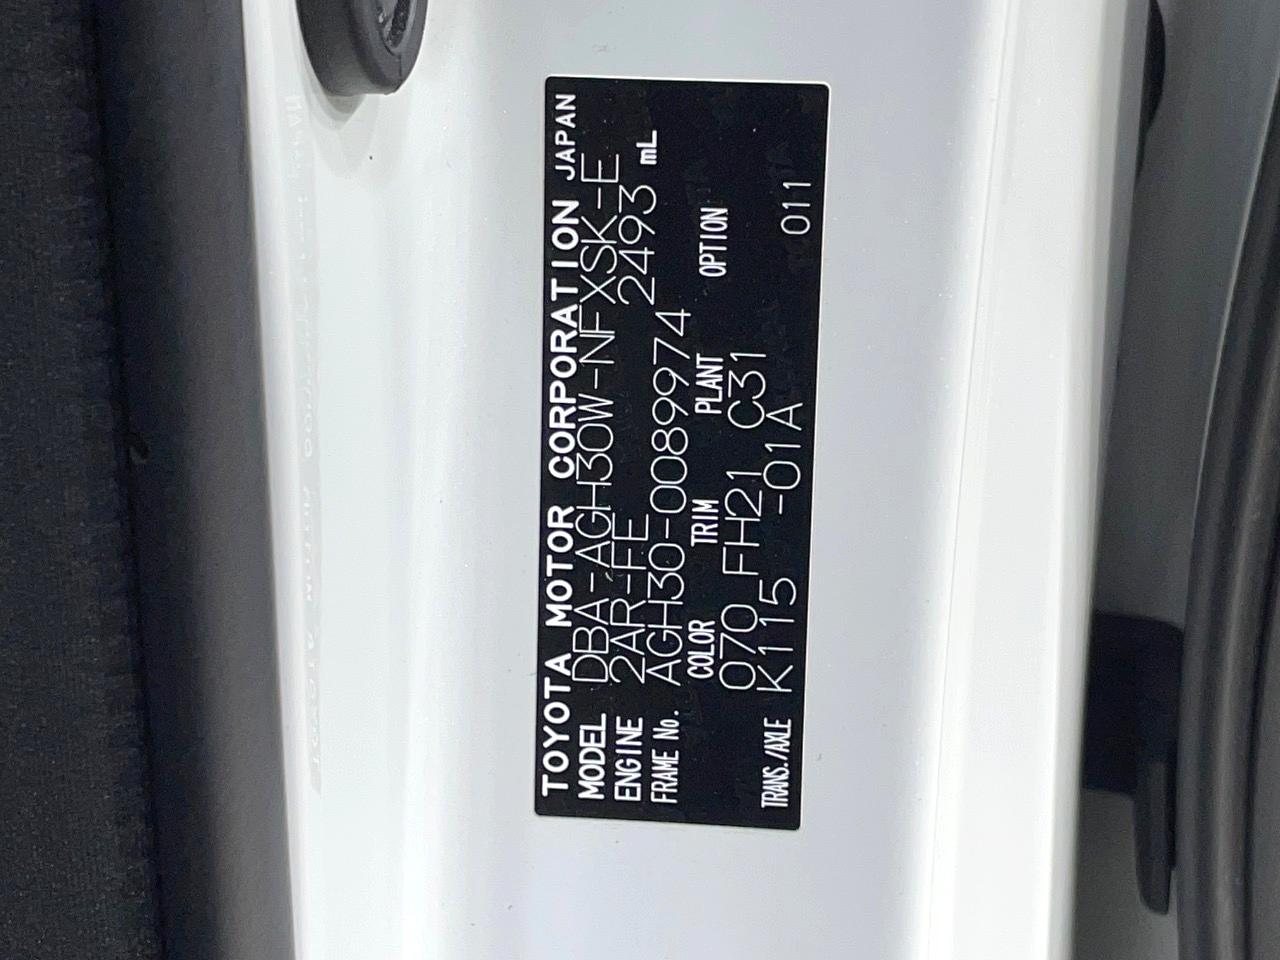 TOYOTA MOTOR CORPORATION JAPAN
MODEL DBA-AGH30W-NFXSK-E
ENGINE 2AR-FE 2493 mL
FRAME No. AGH30-0089974
COLOR TRIM PLANT OPTION
070 FH21 C31
TRANS./AXLE K115 -01A 011